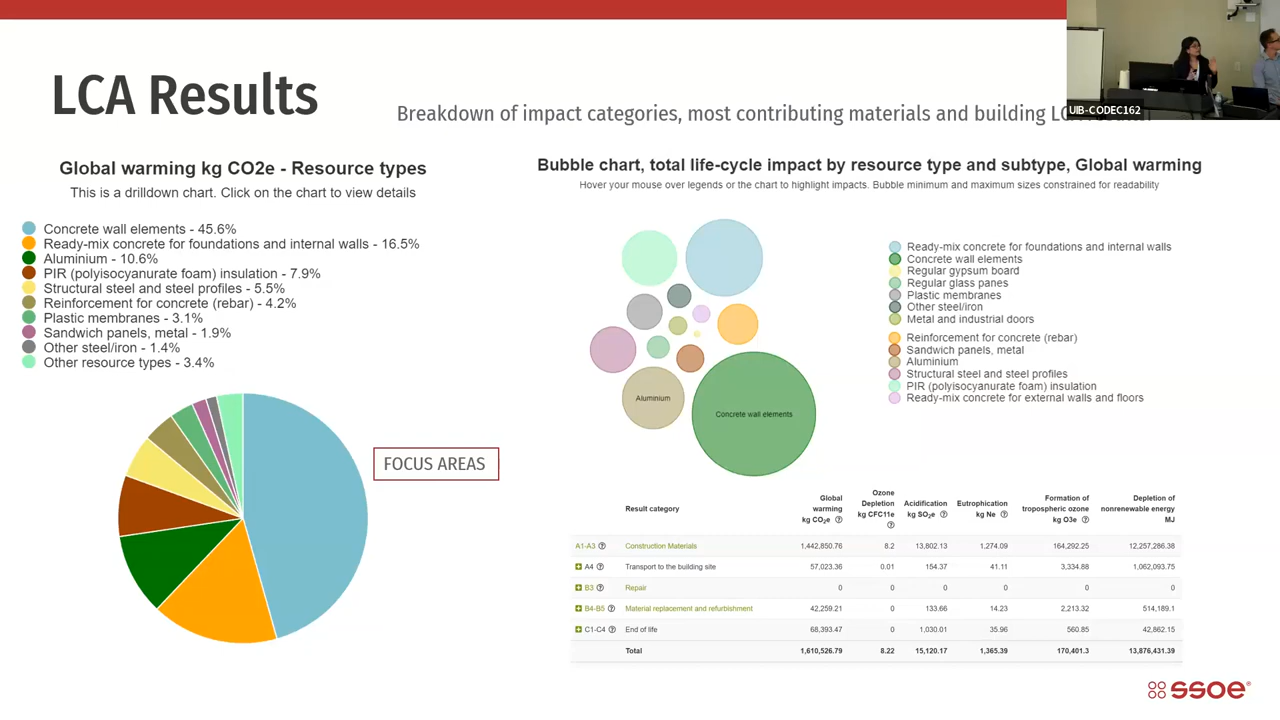 LCA Results
Breakdown of impact categories, most contributing materials and building
UIB-CODEC162
Global warming kg CO2e - Resource types
This is a drilldown chart. Click on the chart to view details
Concrete wall elements - 45.6%
Ready-mix concrete for foundations and internal walls - 16.5%
Aluminium - 10.6%
PIR (polyisocyanurate foam) insulation - 7.9%
Structural steel and steel profiles - 5.5%
Reinforcement for concrete (rebar) - 4.2%
Plastic membranes - 3.1%
Sandwich panels, metal - 1.9%
Other steel/iron - 1.4%
Other resource types - 3.4%
FOCUS AREAS
Bubble chart, total life-cycle impact by resource type and subtype, Global warming
Hover your mouse over legends or the chart to highlight impacts. Bubble minimum and maximum sizes constrained for readability
Aluminium
Concrete wall elements
Ready-mix concrete for foundations and internal walls
Concrete wall elements
Regular gypsum board
Regular glass panes
Plastic membranes
Other steel/iron
Metal and industrial doors
Reinforcement for concrete (rebar)
Sandwich panels, metal
Aluminium
Structural steel and steel profiles
PIR (polyisocyanurate foam) insulation
Ready-mix concrete for external walls and floors
Result category Global warming kg CO₂e ? Ozone Depletion kg CFC11e ? Acidification kg SO₂e ? Eutrophication kg Ne ? Formation of tropospheric ozone kg O3e ? Depletion of nonrenewable energy MJ
A1-A3 ? Construction Materials 1,442,850.76 8.2 13,802.13 1,274.09 164,292.25 12,257,286.38
A4 ? Transport to the building site 57,023.36 0.01 154.37 41.11 3,334.88 1,062,093.75
B3 ? Repair 0 0 0 0 0 0
B4-B5 ? Material replacement and refurbishment 42,259.21 0 133.66 14.23 2,213.32 514,189.1
C1-C4 ? End of life 68,393.47 0 1,030.01 35.96 560.85 42,862.15
Total 1,610,526.79 8.22 15,120.17 1,365.39 170,401.3 13,876,431.39
ssoe®